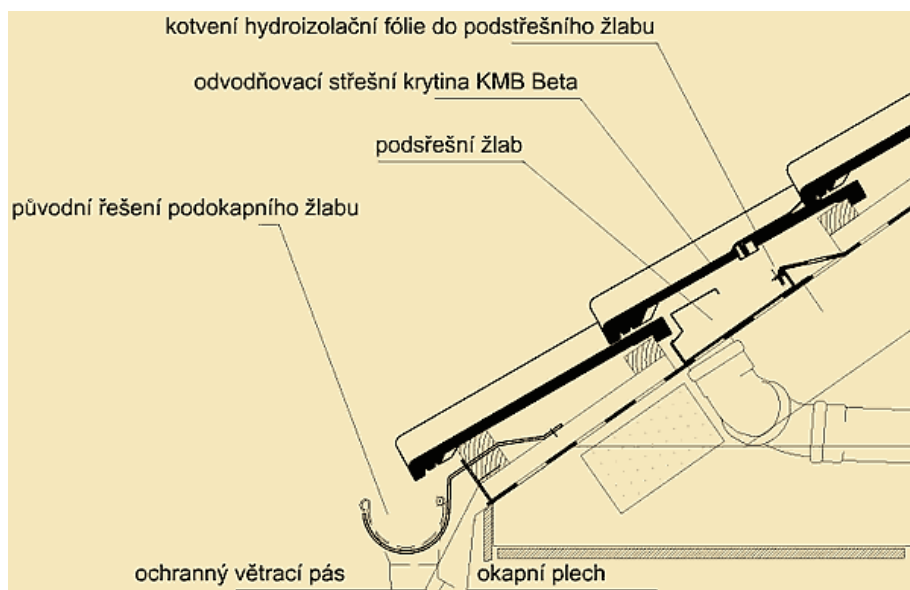 kotvení hydroizolační fólie do podstřešního žlabu
odvodňovací střešní krytina KMB Beta
podsřešní žlab
původní řešení podokapního žlabu
ochranný větrací pás
okapní plech